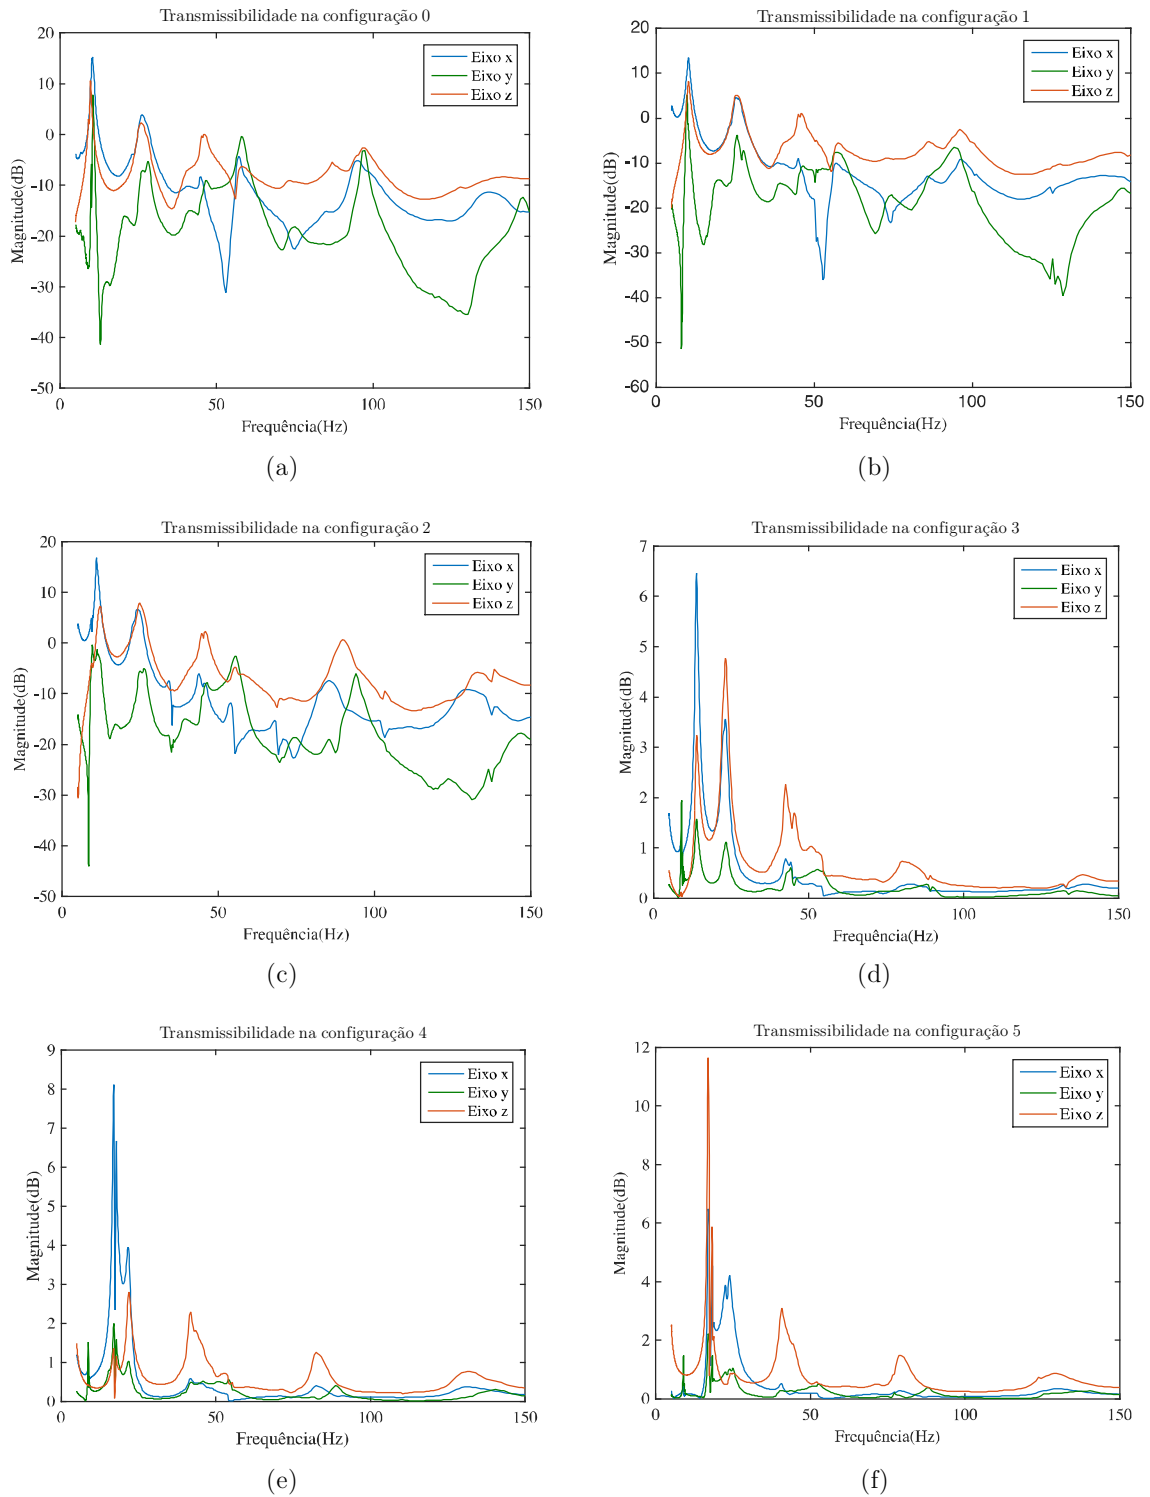 Transmissibilidade na configuração 0
20
10
0
-10
-20
-30
-40
-50
Magnitude(dB)
Eixo x
Eixo y
Eixo z
0
50
100
150
Frequência(Hz)
(a)
Transmissibilidade na configuração 1
20
10
0
-10
-20
-30
-40
-50
-60
Magnitude(dB)
Eixo x
Eixo y
Eixo z
0
50
100
150
Frequência(Hz)
(b)
Transmissibilidade na configuração 2
20
10
0
-10
-20
-30
-40
-50
Magnitude(dB)
Eixo x
Eixo y
Eixo z
0
50
100
150
Frequência(Hz)
(c)
Transmissibilidade na configuração 3
7
6
5
4
3
2
1
0
Magnitude(dB)
Eixo x
Eixo y
Eixo z
0
50
100
150
Frequência(Hz)
(d)
Transmissibilidade na configuração 4
9
8
7
6
5
4
3
2
1
0
Magnitude(dB)
Eixo x
Eixo y
Eixo z
0
50
100
150
Frequência(Hz)
(e)
Transmissibilidade na configuração 5
12
10
8
6
4
2
0
Magnitude(dB)
Eixo x
Eixo y
Eixo z
0
50
100
150
Frequência(Hz)
(f)